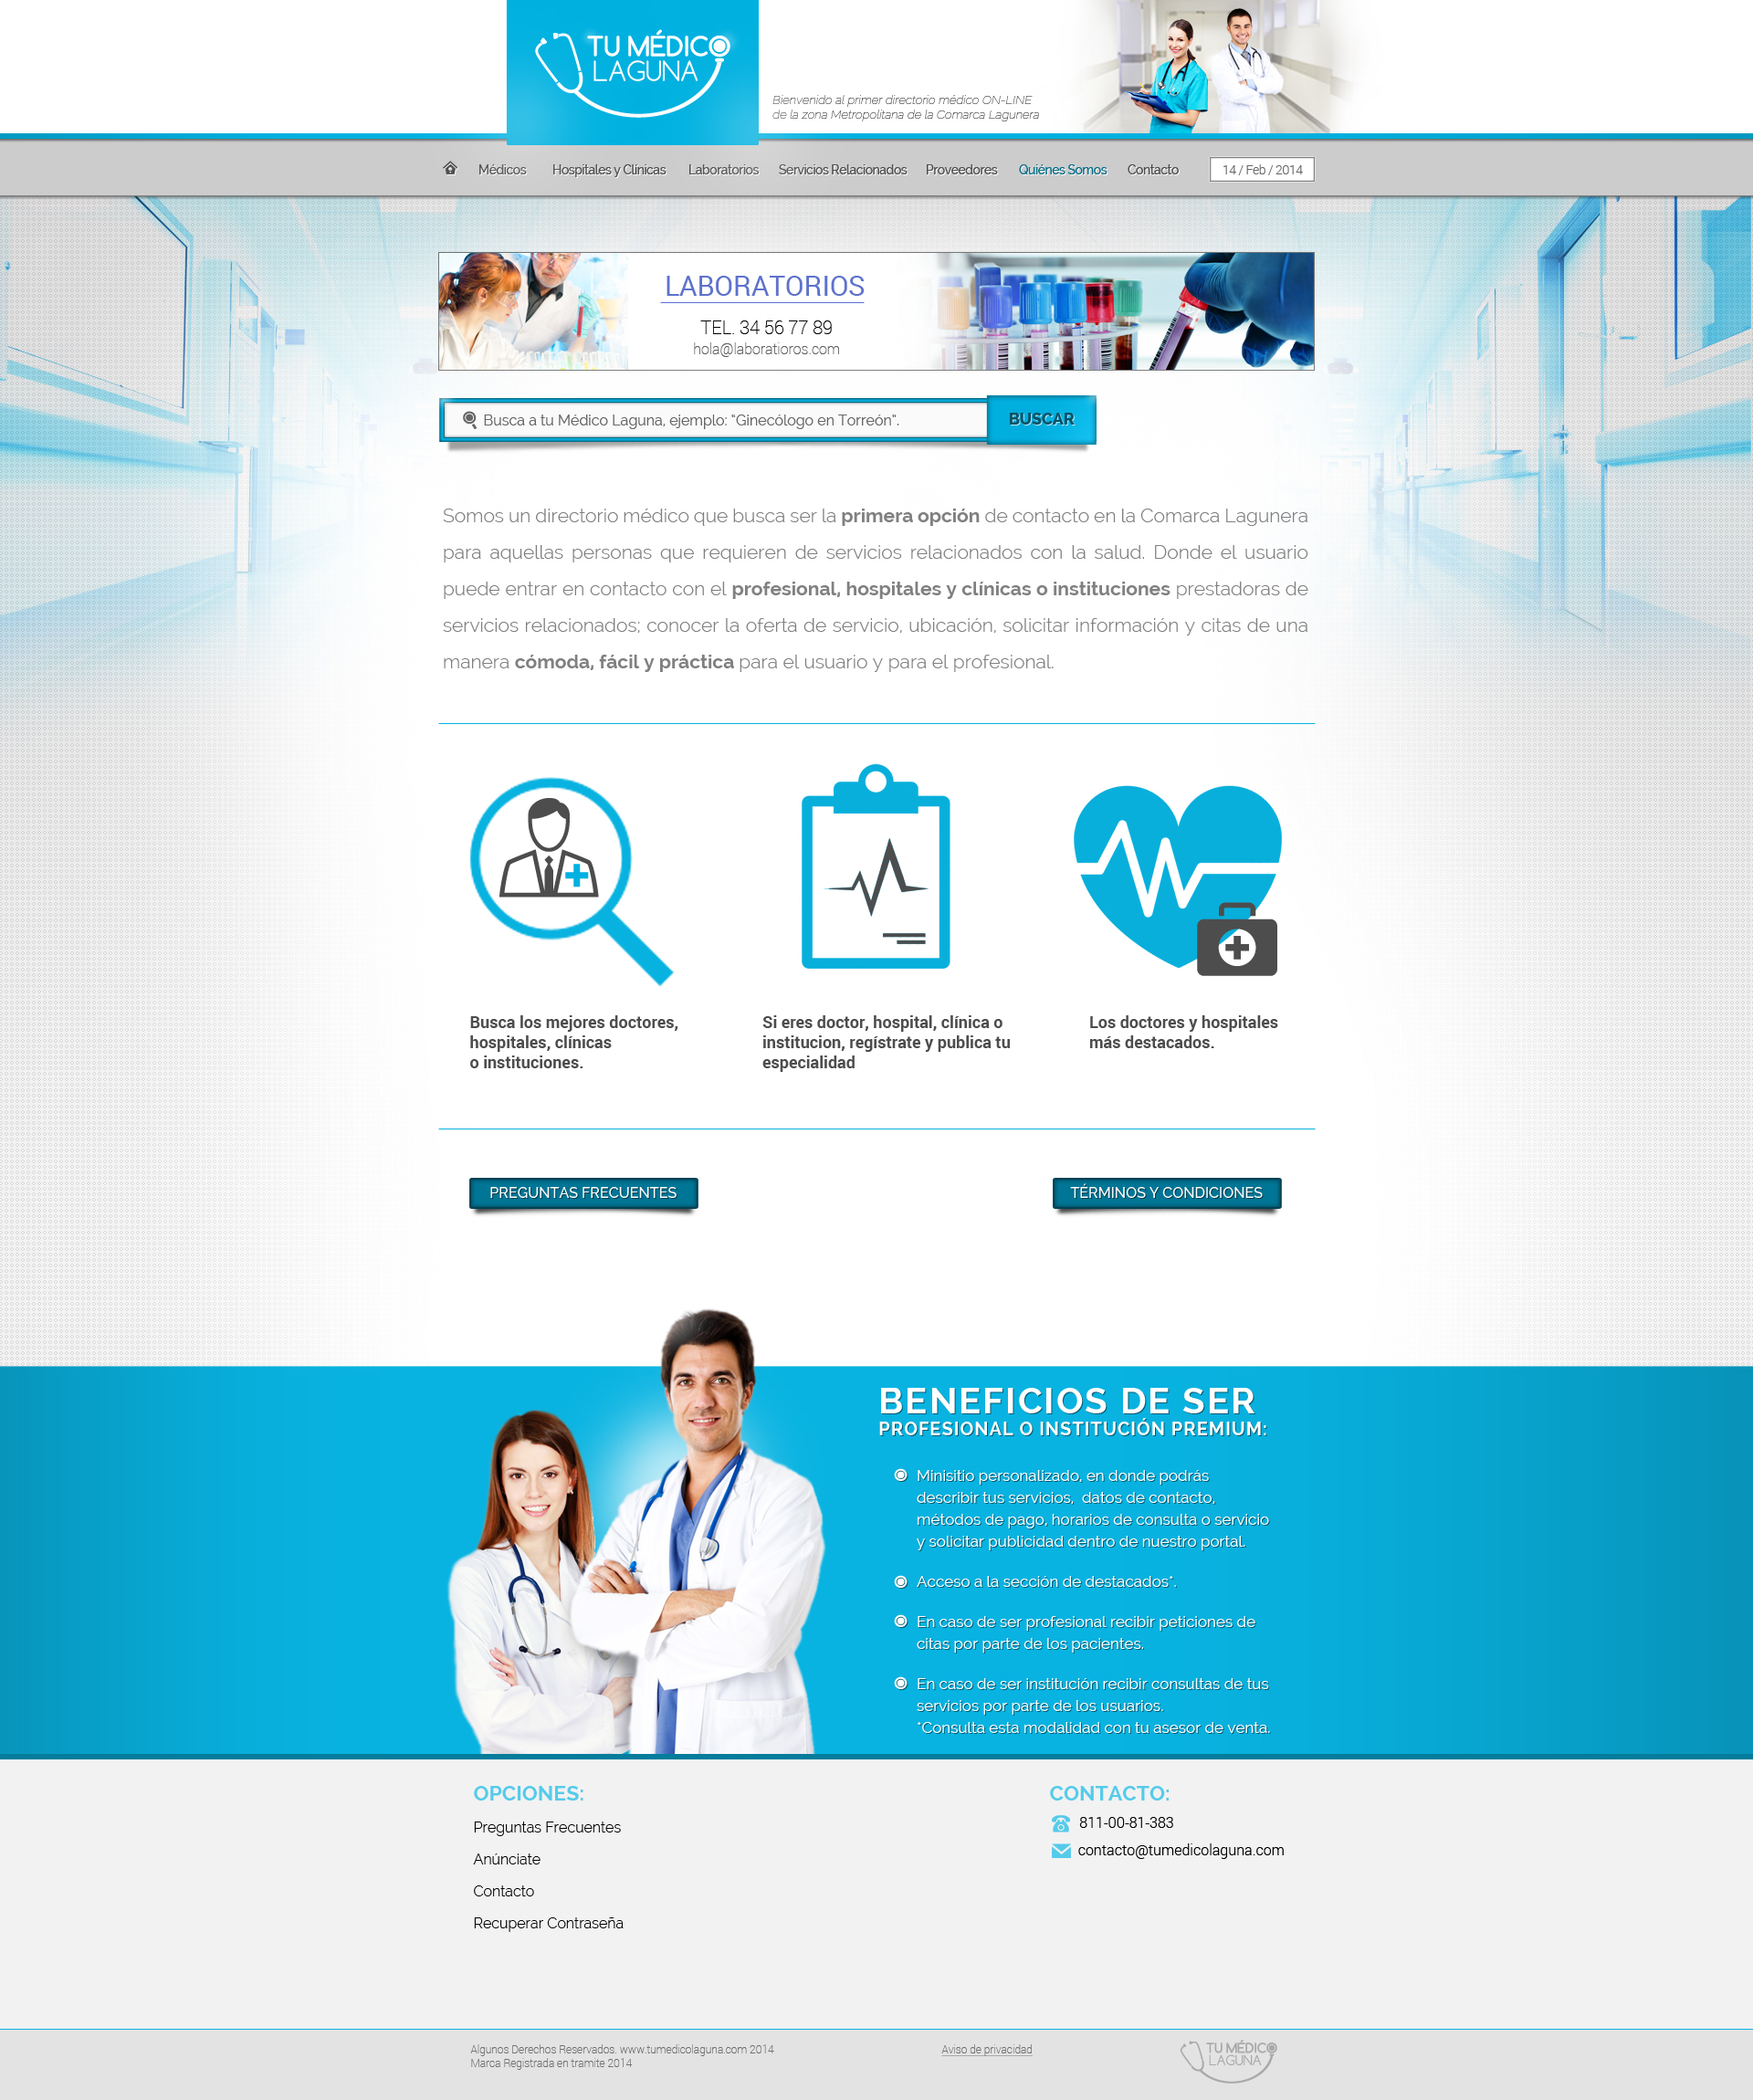 TU MÉDICO
LAGUNA
Bienvenido al primer directorio médico ON-LINE
de la zona Metropolitana de la Comarca Lagunera
Médicos Hospitales y Clínicas Laboratorios Servicios Relacionados Proveedores Quiénes Somos Contacto 14 / Feb / 2014
LABORATORIOS
TEL. 34 56 77 89
hola@laboratioros.com
Busca a tu Médico Laguna, ejemplo: "Ginecólogo en Torreón".
BUSCAR
Somos un directorio médico que busca ser la primera opción de contacto en la Comarca Lagunera
para aquellas personas que requieren de servicios relacionados con la salud. Donde el usuario
puede entrar en contacto con el profesional, hospitales y clínicas o instituciones prestadoras de
servicios relacionados; conocer la oferta de servicio, ubicación, solicitar información y citas de una
manera cómoda, fácil y práctica para el usuario y para el profesional.
Busca los mejores doctores,
hospitales, clínicas
o instituciones.
Si eres doctor, hospital, clínica o
institucion, regístrate y publica tu
especialidad
Los doctores y hospitales
más destacados.
PREGUNTAS FRECUENTES
TÉRMINOS Y CONDICIONES
BENEFICIOS DE SER
PROFESIONAL O INSTITUCIÓN PREMIUM:
Minisitio personalizado, en donde podrás
describir tus servicios, datos de contacto,
métodos de pago, horarios de consulta o servicio
y solicitar publicidad dentro de nuestro portal.
Acceso a la sección de destacados*.
En caso de ser profesional recibir peticiones de
citas por parte de los pacientes.
En caso de ser institución recibir consultas de tus
servicios por parte de los usuarios.
*Consulta esta modalidad con tu asesor de venta.
OPCIONES:
Preguntas Frecuentes
Anúnciate
Contacto
Recuperar Contraseña
CONTACTO:
811-00-81-383
contacto@tumedicolaguna.com
Algunos Derechos Reservados. www.tumedicolaguna.com 2014
Marca Registrada en tramite 2014
Aviso de privacidad
TU MÉDICO
LAGUNA